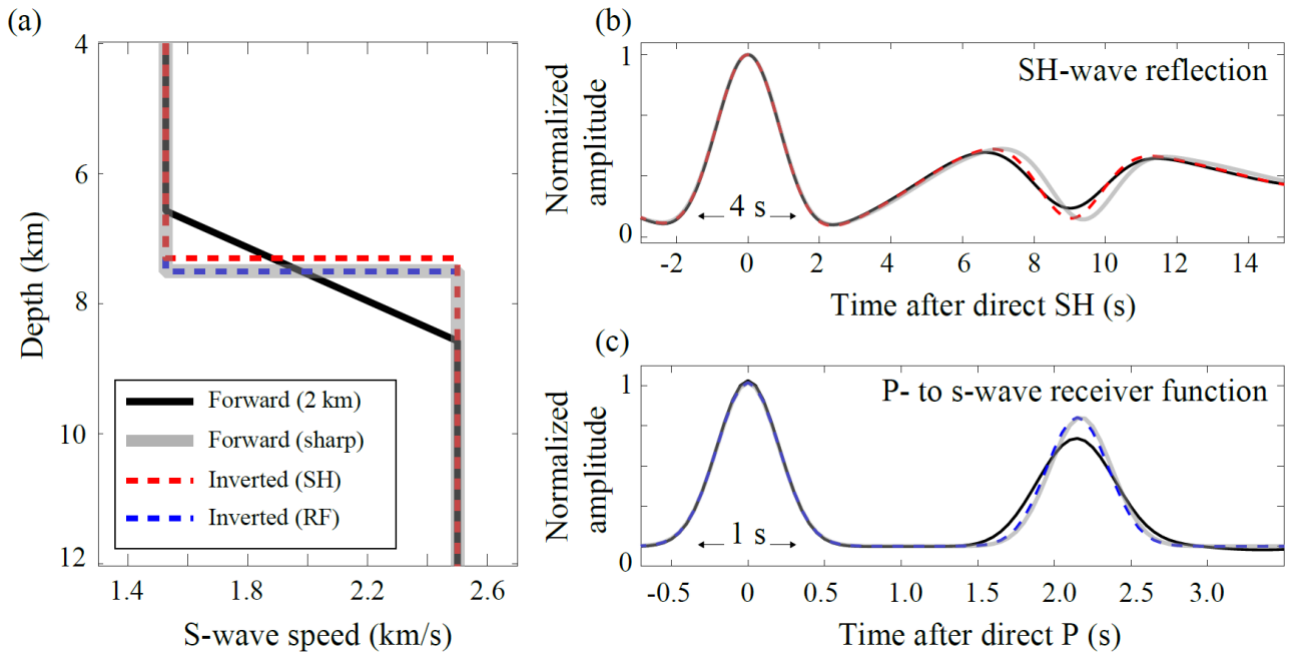 (a)
4
6
8
10
12
Depth (km)
Forward (2 km)
Forward (sharp)
Inverted (SH)
Inverted (RF)
1.4 1.8 2.2 2.6
S-wave speed (km/s)
(b)
SH-wave reflection
Normalized
amplitude
1
0
4 s
-2 0 2 4 6 8 10 12 14
Time after direct SH (s)
(c)
P- to s-wave receiver function
Normalized
amplitude
1
0
1 s
-0.5 0 0.5 1.0 1.5 2.0 2.5 3.0
Time after direct P (s)